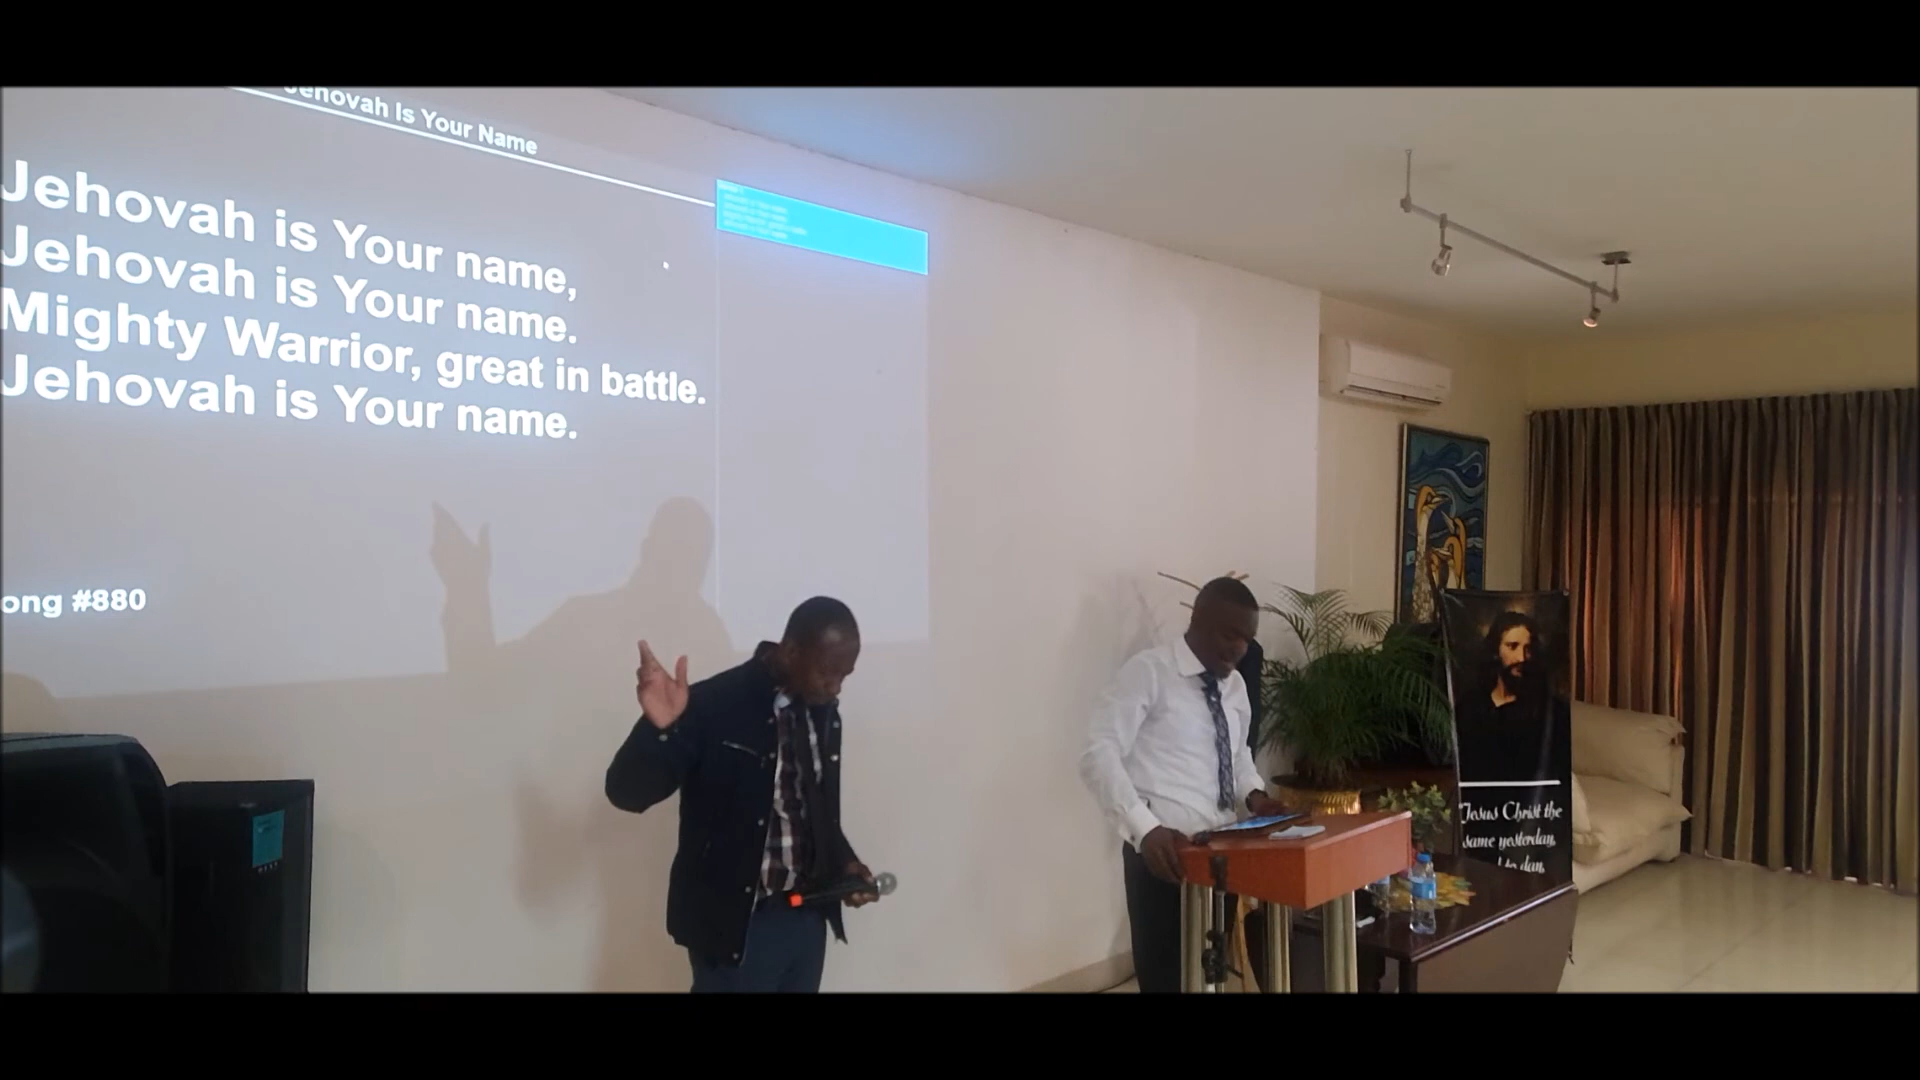 Jehovah Is Your Name
Jehovah is Your name,
Jehovah is Your name.
Mighty Warrior, great in battle.
Jehovah is Your name.
ong #880
Jesus Christ the
same yesterday,
day,